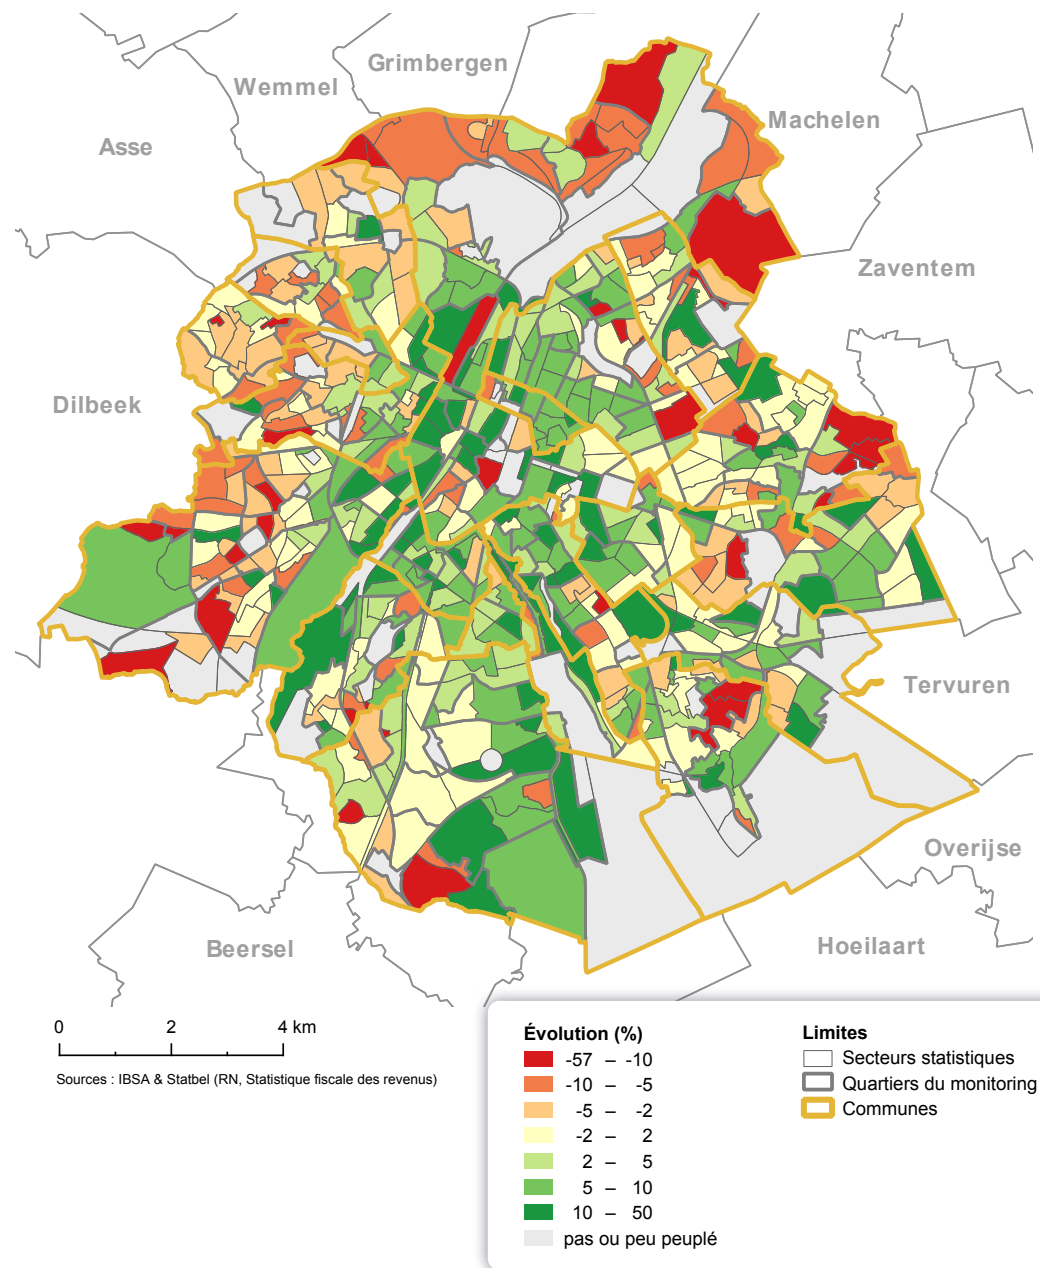 Grimbergen
Wemmel
Machelen
Asse
Zaventem
Dilbeek
Tervuren
Overijse
Beersel
Hoeilaart
0 2 4 km
Sources : IBSA & Statbel (RN, Statistique fiscale des revenus)
Évolution (%)
-57 – -10
-10 – -5
-5 – -2
-2 – 2
2 – 5
5 – 10
10 – 50
pas ou peu peuplé
Limites
Secteurs statistiques
Quartiers du monitoring
Communes